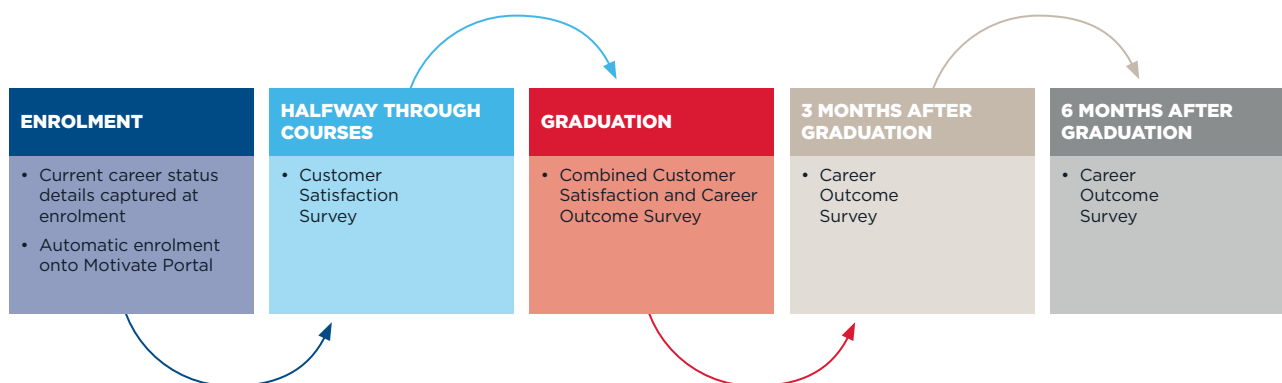 ENROLMENT
• Current career status
details captured at
enrolment
• Automatic enrolment
onto Motivate Portal
HALFWAY THROUGH
COURSES
• Customer
Satisfaction
Survey
GRADUATION
• Combined Customer
Satisfaction and Career
Outcome Survey
3 MONTHS AFTER
GRADUATION
• Career
Outcome
Survey
6 MONTHS AFTER
GRADUATION
• Career
Outcome
Survey